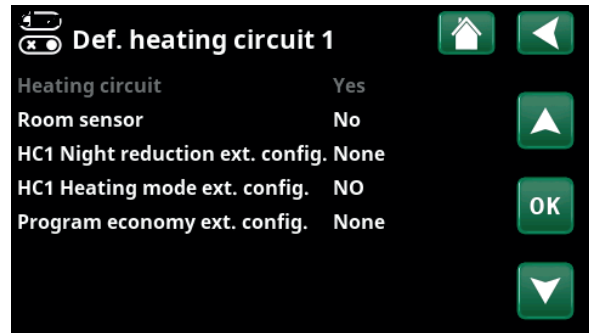 Def. heating circuit 1
Heating circuit Yes
Room sensor No
HC1 Night reduction ext. config. None
HC1 Heating mode ext. config. NO
Program economy ext. config. None
OK